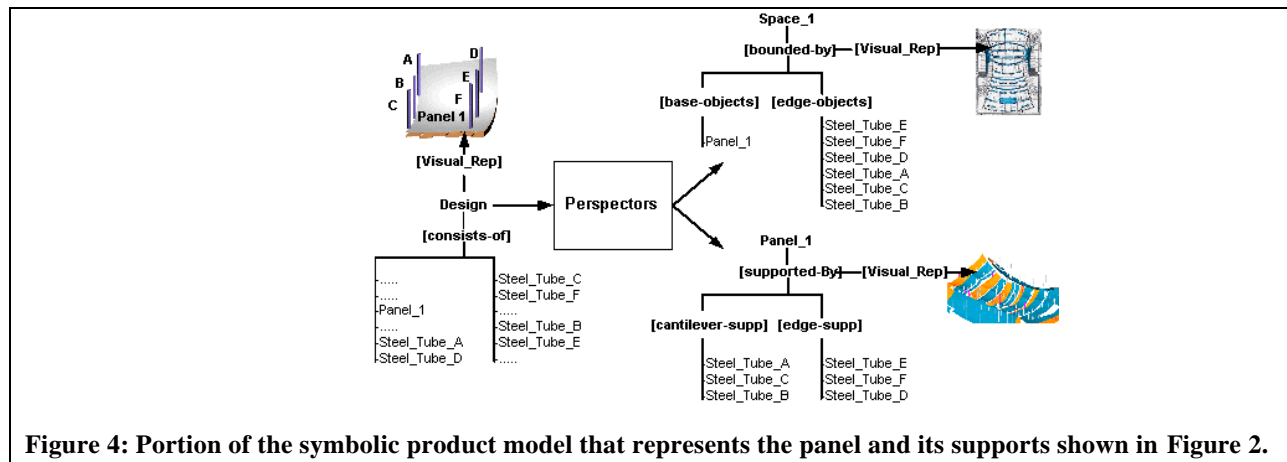 A
B
C
D
E
F
Panel 1
[Visual_Rep]
Design
[consists-of]
.....
.....
Panel_1
.....
Steel_Tube_A
Steel_Tube_D
Steel_Tube_C
Steel_Tube_F
.....
Steel_Tube_B
Steel_Tube_E
.....
Perspectors
Space_1
[bounded-by]
[Visual_Rep]
[base-objects]
[edge-objects]
Panel_1
Steel_Tube_E
Steel_Tube_F
Steel_Tube_D
Steel_Tube_A
Steel_Tube_C
Steel_Tube_B
Panel_1
[supported-By]
[Visual_Rep]
[cantilever-supp]
[edge-supp]
Steel_Tube_A
Steel_Tube_C
Steel_Tube_B
Steel_Tube_E
Steel_Tube_F
Steel_Tube_D
Figure 4: Portion of the symbolic product model that represents the panel and its supports shown in Figure 2.